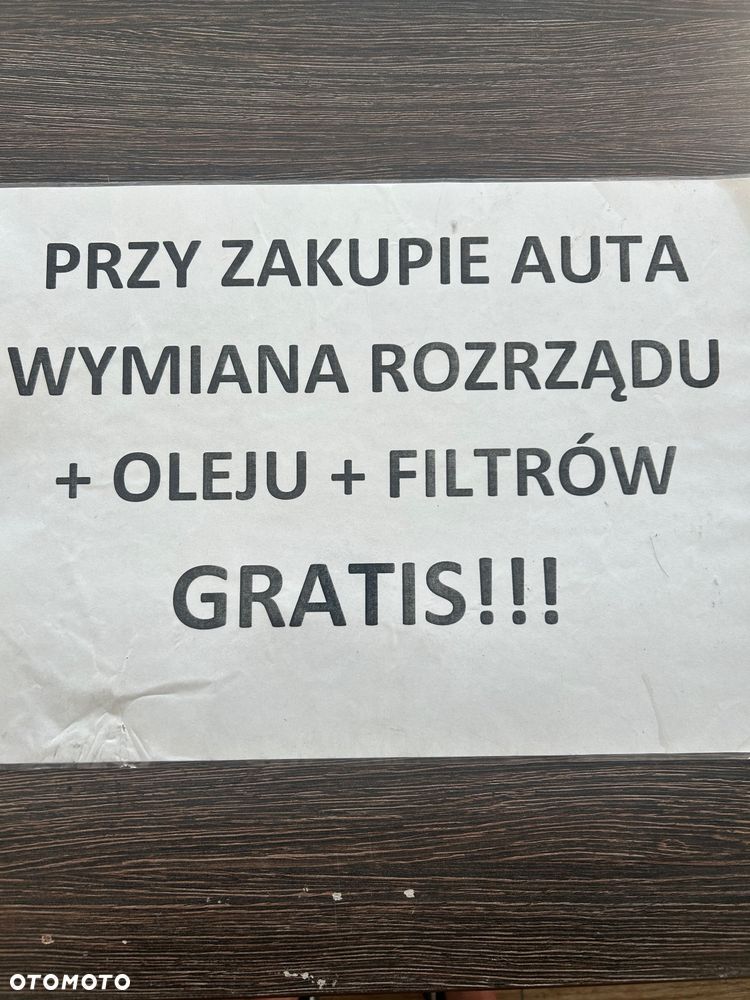 PRZY ZAKUPIE AUTA
WYMIANA ROZRZĄDU
+ OLEJU + FILTRÓW
GRATIS!!!
OTOMOTO